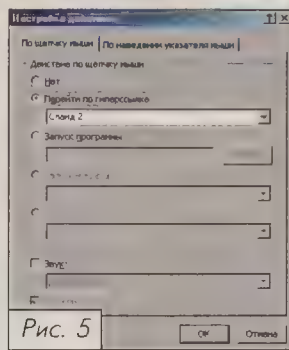 Настройка действия
По щелчку мыши
По наведении указателя мыши
Действие по щелчку мыши
Нет
Перейти по гиперссылке
Слайд 2
Запуск программы
Звук:
OK
Отмена
Рис. 5